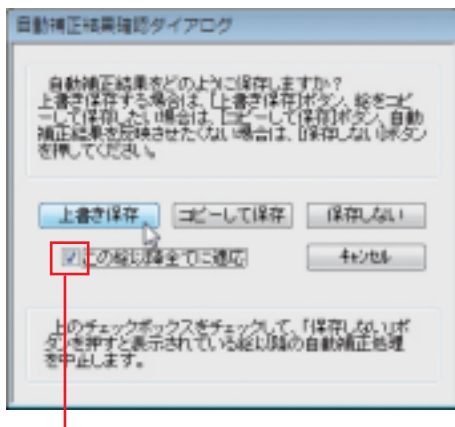 自動補正結果確認ダイアログ
自動補正結果をどのように保存しますか?
上書き保存する場合は、[上書き保存]ボタン、絵をコピ
ーして保存したい場合は、[コピーして保存]ボタン、自動
補正結果を反映させたくない場合は、[保存しない]ボタン
を押してください。
上書き保存 コピーして保存 保存しない
この絵以降全てに適応 キャンセル
上のチェックボックスをチェックして、「保存しない」ボ
タンを押すと表示されている絵以降の自動補正処理
を中止します。